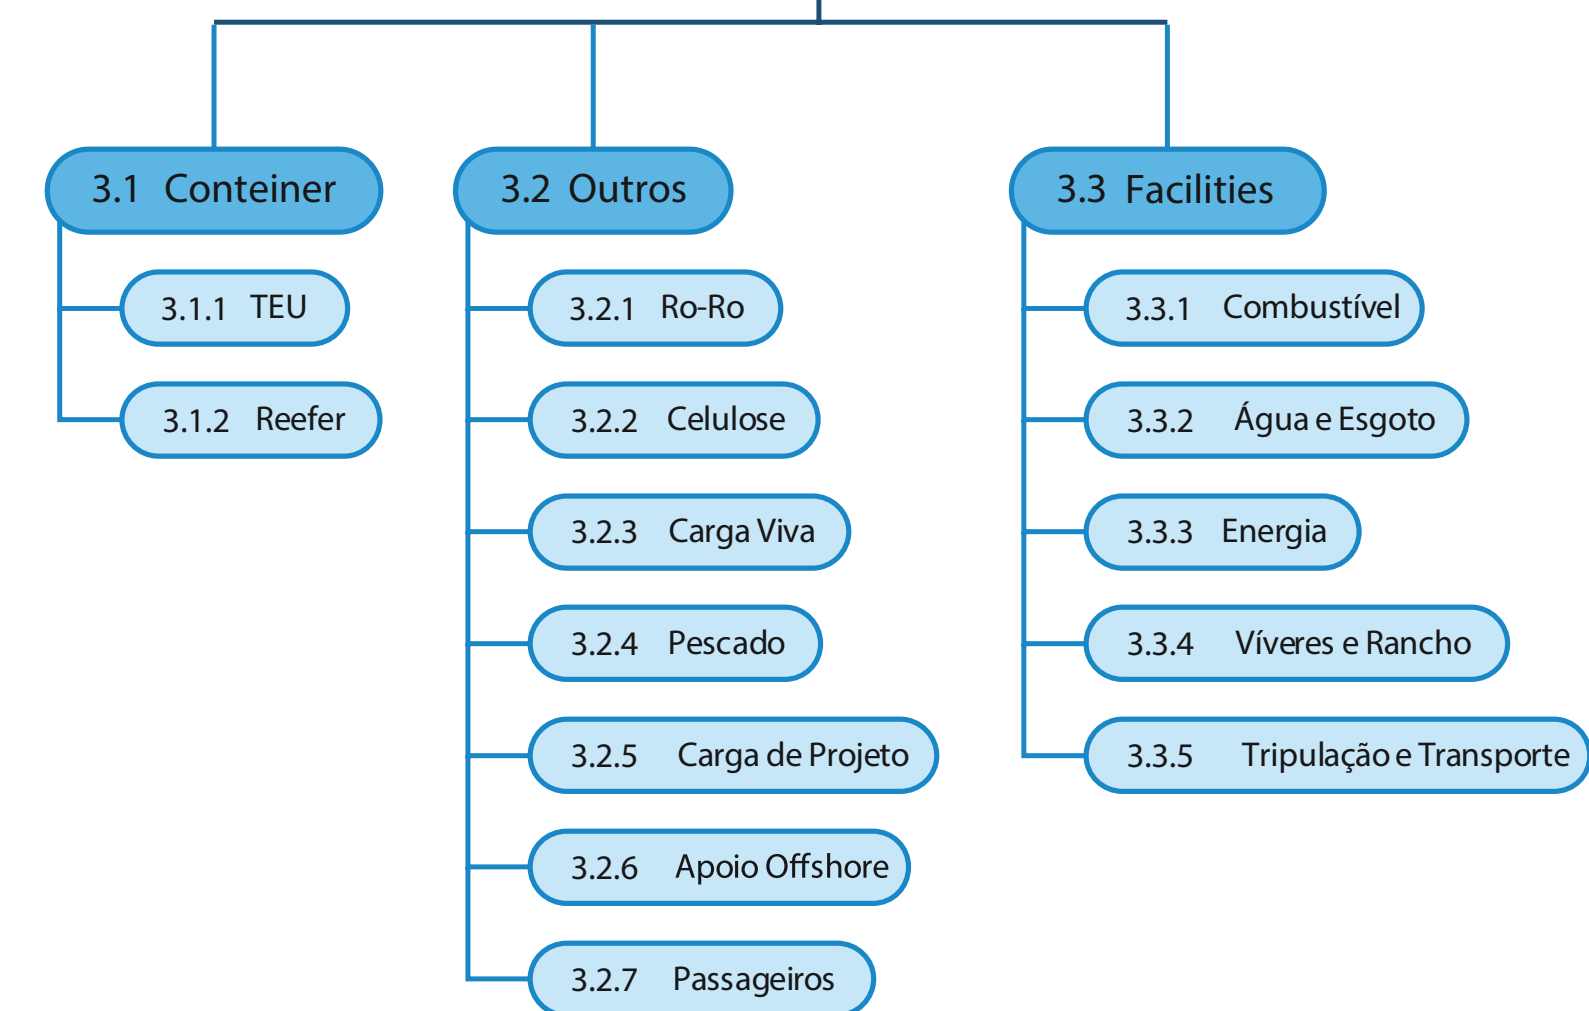 3.1 Conteiner
3.1.1 TEU
3.1.2 Reefer
3.2 Outros
3.2.1 Ro-Ro
3.2.2 Celulose
3.2.3 Carga Viva
3.2.4 Pescado
3.2.5 Carga de Projeto
3.2.6 Apoio Offshore
3.2.7 Passageiros
3.3 Facilities
3.3.1 Combustível
3.3.2 Água e Esgoto
3.3.3 Energia
3.3.4 Víveres e Rancho
3.3.5 Tripulação e Transporte